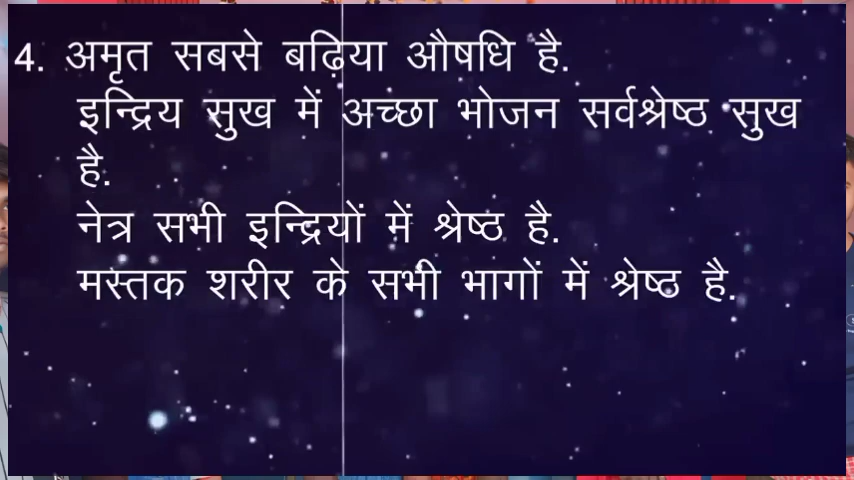 4. अमृत सबसे बढ़िया औषधि है.
इन्द्रिय सुख में अच्छा भोजन सर्वश्रेष्ठ सुख
है.
नेत्र सभी इन्द्रियों में श्रेष्ठ है.
मस्तक शरीर के सभी भागों में श्रेष्ठ है.